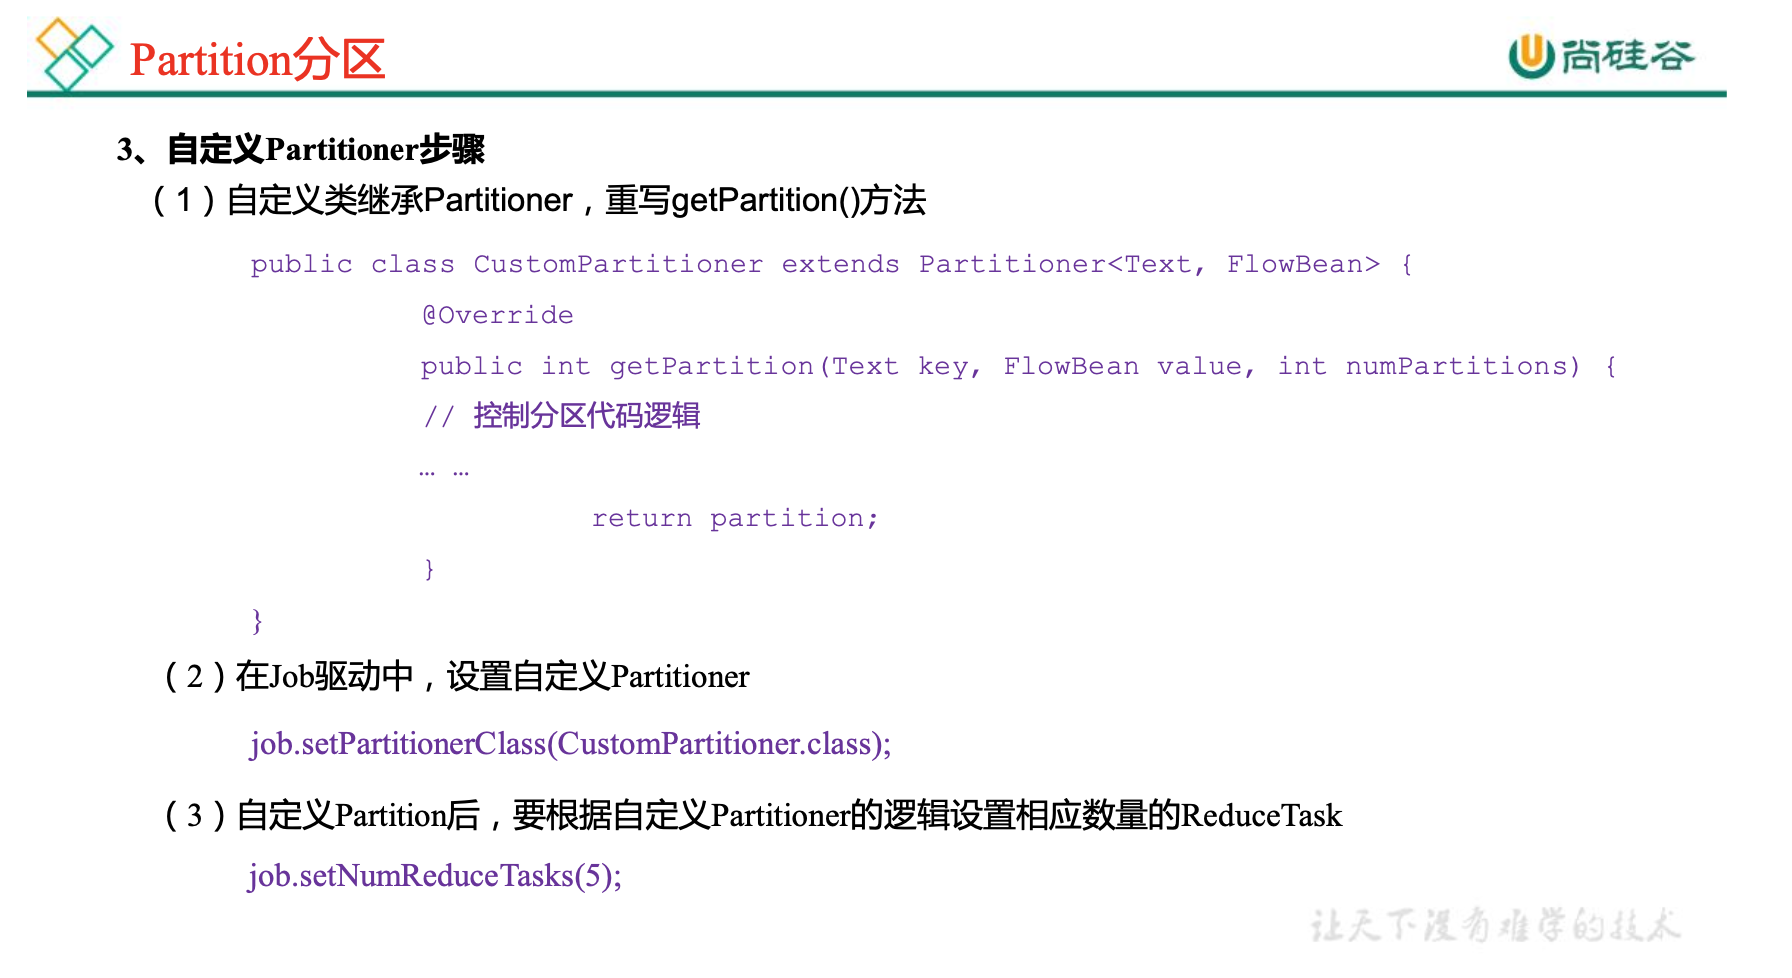 Partition分区
尚硅谷
3、自定义Partitioner步骤
（1）自定义类继承Partitioner，重写getPartition()方法
public class CustomPartitioner extends Partitioner<Text, FlowBean> {
@Override
public int getPartition(Text key, FlowBean value, int numPartitions) {
// 控制分区代码逻辑
… …
return partition;
}
}
（2）在Job驱动中，设置自定义Partitioner
job.setPartitionerClass(CustomPartitioner.class);
（3）自定义Partition后，要根据自定义Partitioner的逻辑设置相应数量的ReduceTask
job.setNumReduceTasks(5);
让天下没有难学的技术